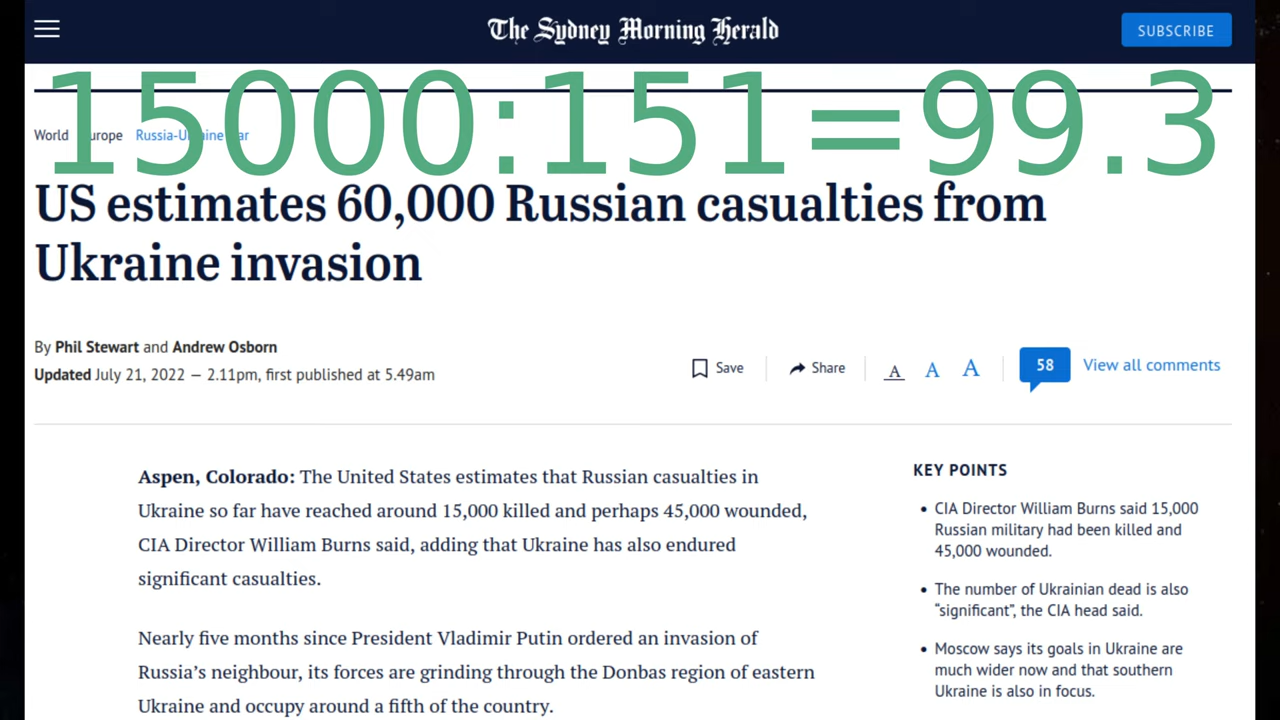 The Sydney Morning Herald
SUBSCRIBE
15000:151=99.3
World Europe Russia-Ukraine war
US estimates 60,000 Russian casualties from
Ukraine invasion
By Phil Stewart and Andrew Osborn
Updated July 21, 2022 — 2.11pm, first published at 5.49am
Save Share A A A 58 View all comments
Aspen, Colorado: The United States estimates that Russian casualties in
Ukraine so far have reached around 15,000 killed and perhaps 45,000 wounded,
CIA Director William Burns said, adding that Ukraine has also endured
significant casualties.
Nearly five months since President Vladimir Putin ordered an invasion of
Russia’s neighbour, its forces are grinding through the Donbas region of eastern
Ukraine and occupy around a fifth of the country.
KEY POINTS
• CIA Director William Burns said 15,000
Russian military had been killed and
45,000 wounded.
• The number of Ukrainian dead is also
“significant”, the CIA head said.
• Moscow says its goals in Ukraine are
much wider now and that southern
Ukraine is also in focus.